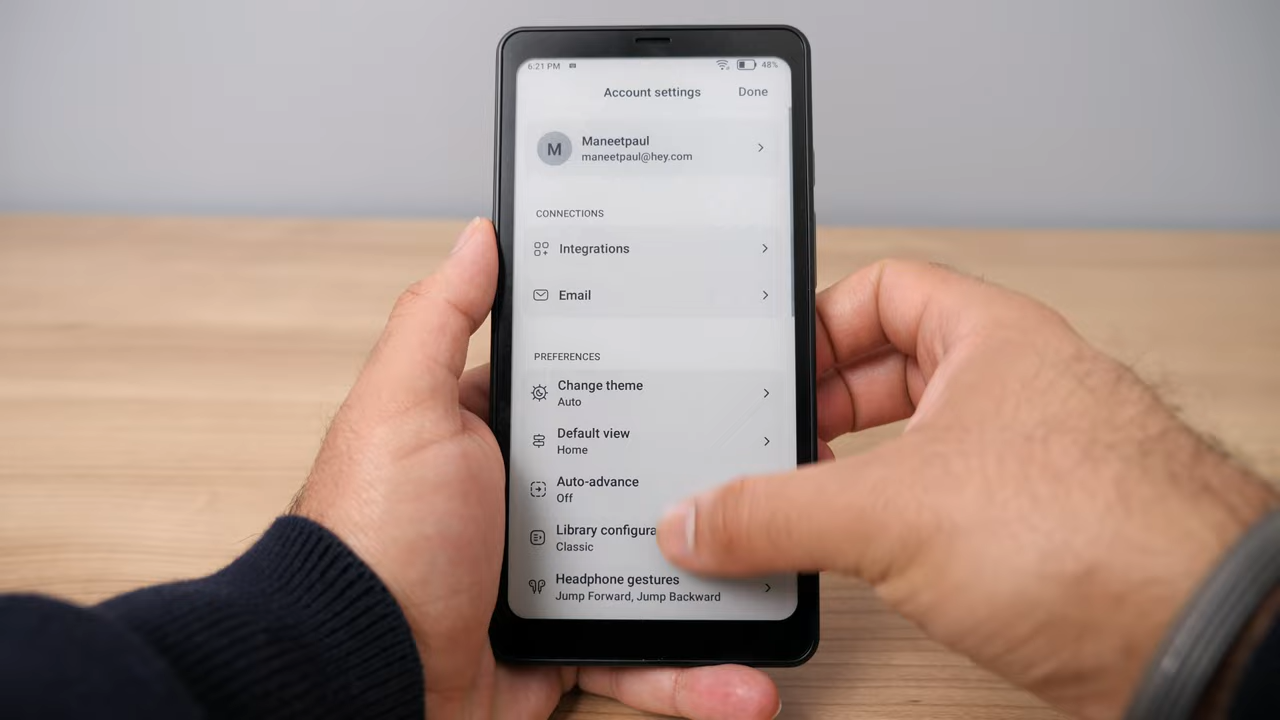 6:21 PM
48%
Account settings
Done
M
Maneetpaul
maneetpaul@hey.com
CONNECTIONS
Integrations
Email
PREFERENCES
Change theme
Auto
Default view
Home
Auto-advance
Off
Library configura
Classic
Headphone gestures
Jump Forward, Jump Backward